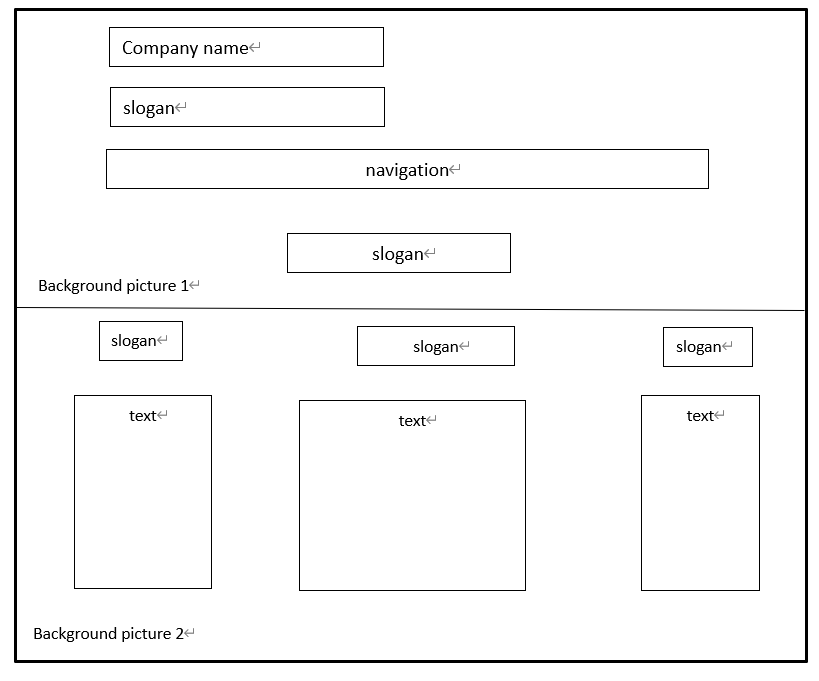 Company name
slogan
navigation
slogan
Background picture 1
slogan
slogan
slogan
text
text
text
Background picture 2